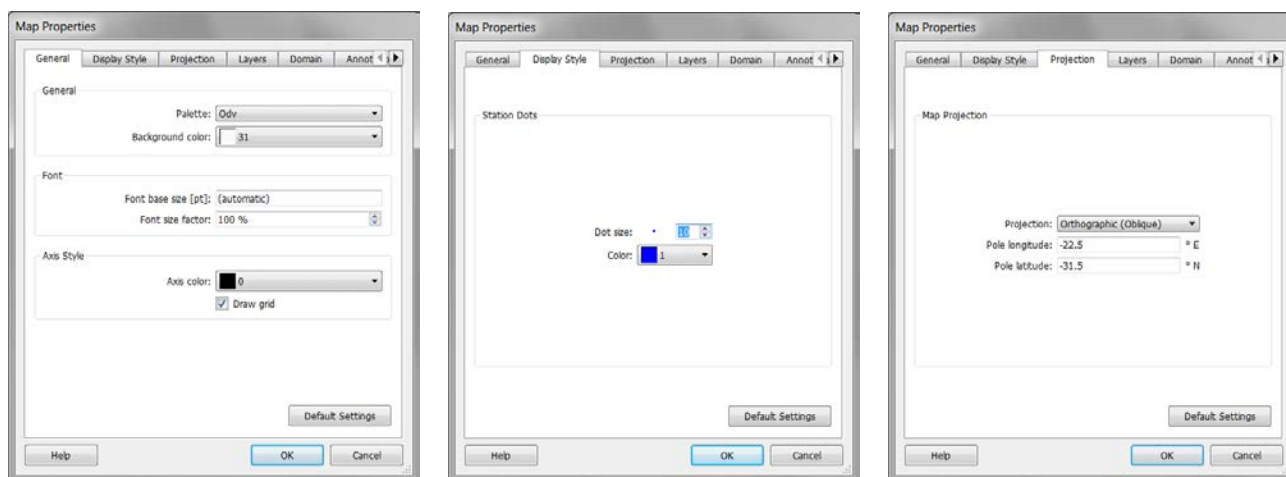 Map Properties
General Display Style Projection Layers Domain Annot
General
Palette: Odv
Background color: 31
Font
Font base size [pt]: (automatic)
Font size factor: 100 %
Axis Style
Axis color: 0
Draw grid
Default Settings
Help OK Cancel
Map Properties
General Display Style Projection Layers Domain Annot
Station Dots
Dot size: 10
Color: 1
Default Settings
Help OK Cancel
Map Properties
General Display Style Projection Layers Domain Annot
Map Projection
Projection: Orthographic (Oblique)
Pole longitude: -22.5 ° E
Pole latitude: -31.5 ° N
Default Settings
Help OK Cancel